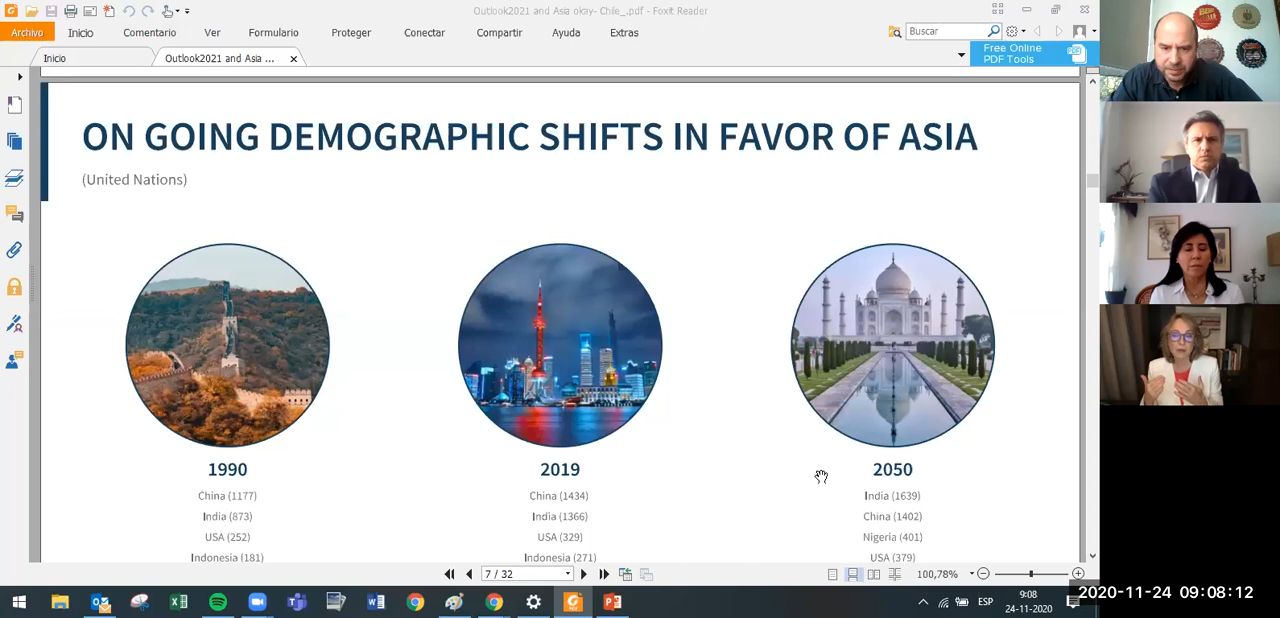 Outlook2021 and Asia okay- Chile_.pdf - Foxit Reader
Archivo Inicio Comentario Ver Formulario Proteger Conectar Compartir Ayuda Extras
Buscar
Inicio
Outlook2021 and Asia ...
Free Online
PDF Tools
ON GOING DEMOGRAPHIC SHIFTS IN FAVOR OF ASIA
(United Nations)
1990
China (1177)
India (873)
USA (252)
Indonesia (181)
2019
China (1434)
India (1366)
USA (329)
Indonesia (271)
2050
India (1639)
China (1402)
Nigeria (401)
USA (379)
7 / 32
100,78%
ESP
9:08
24-11-2020
2020-11-24 09:08:12